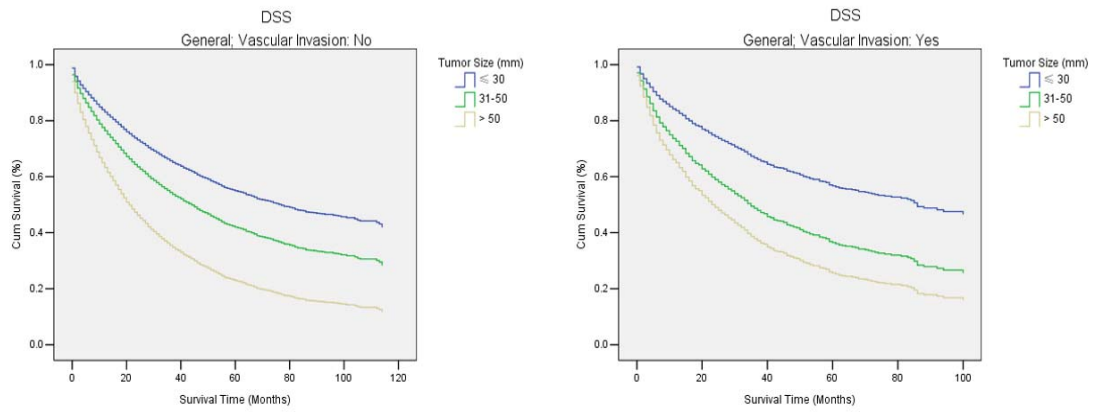 DSS
General; Vascular Invasion: No
Tumor Size (mm)
≤ 30
31-50
> 50
1.0
0.8
0.6
0.4
0.2
0.0
Cum Survival (%)
0 20 40 60 80 100 120
Survival Time (Months)
DSS
General; Vascular Invasion: Yes
Tumor Size (mm)
≤ 30
31-50
> 50
1.0
0.8
0.6
0.4
0.2
0.0
Cum Survival (%)
0 20 40 60 80 100
Survival Time (Months)